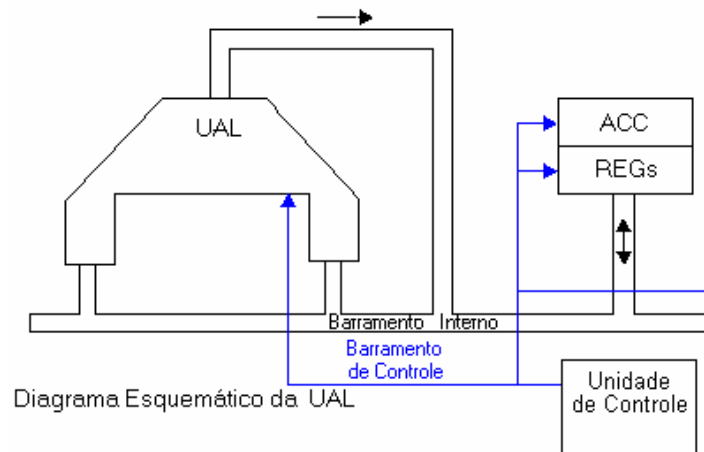 UAL
ACC
REGs
Barramento Interno
Barramento
de Controle
Unidade
de Controle
Diagrama Esquemático da UAL